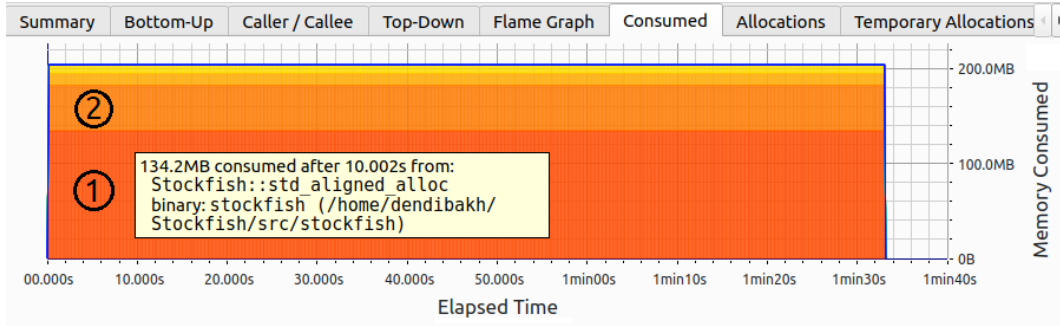 Summary Bottom-Up Caller / Callee Top-Down Flame Graph Consumed Allocations Temporary Allocations
200.0MB
2
134.2MB consumed after 10.002s from:
Stockfish::std_aligned_alloc
binary: stockfish (/home/dendibakh/
Stockfish/src/stockfish)
1
100.0MB
0B
Memory Consumed
00.000s 10.000s 20.000s 30.000s 40.000s 50.000s 1min00s 1min10s 1min20s 1min30s 1min40s
Elapsed Time